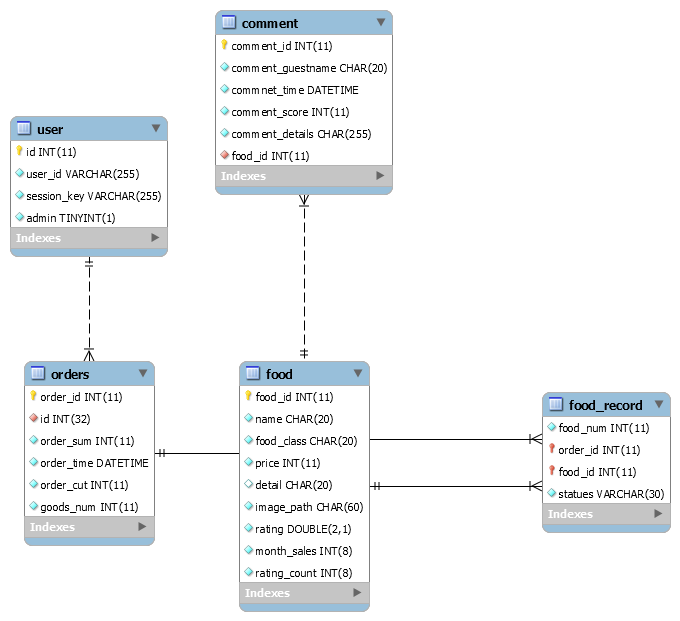 comment
comment_id INT(11)
comment_guestname CHAR(20)
commnet_time DATETIME
comment_score INT(11)
comment_details CHAR(255)
food_id INT(11)
Indexes
user
id INT(11)
user_id VARCHAR(255)
session_key VARCHAR(255)
admin TINYINT(1)
Indexes
orders
order_id INT(11)
id INT(32)
order_sum INT(11)
order_time DATETIME
order_cut INT(11)
goods_num INT(11)
Indexes
food
food_id INT(11)
name CHAR(20)
food_class CHAR(20)
price INT(11)
detail CHAR(20)
image_path CHAR(60)
rating DOUBLE(2,1)
month_sales INT(8)
rating_count INT(8)
Indexes
food_record
food_num INT(11)
order_id INT(11)
food_id INT(11)
statues VARCHAR(30)
Indexes